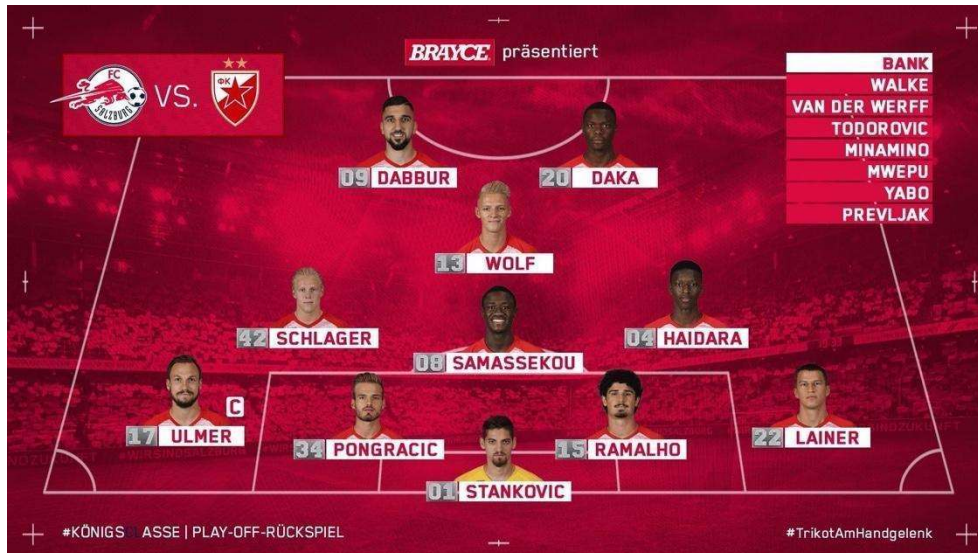 BRAYCE präsentiert
FC
SALZBURG
VS.
ФК
BANK
WALKE
VAN DER WERFF
TODOROVIC
MINAMINO
MWEPU
YABO
PREVLJAK
09 DABBUR
20 DAKA
13 WOLF
42 SCHLAGER
08 SAMASSEKOU
04 HAIDARA
17 ULMER
C
34 PONGRACIC
15 RAMALHO
22 LAINER
01 STANKOVIC
#KÖNIGSCLASSE | PLAY-OFF-RÜCKSPIEL
#TrikotAmHandgelenk